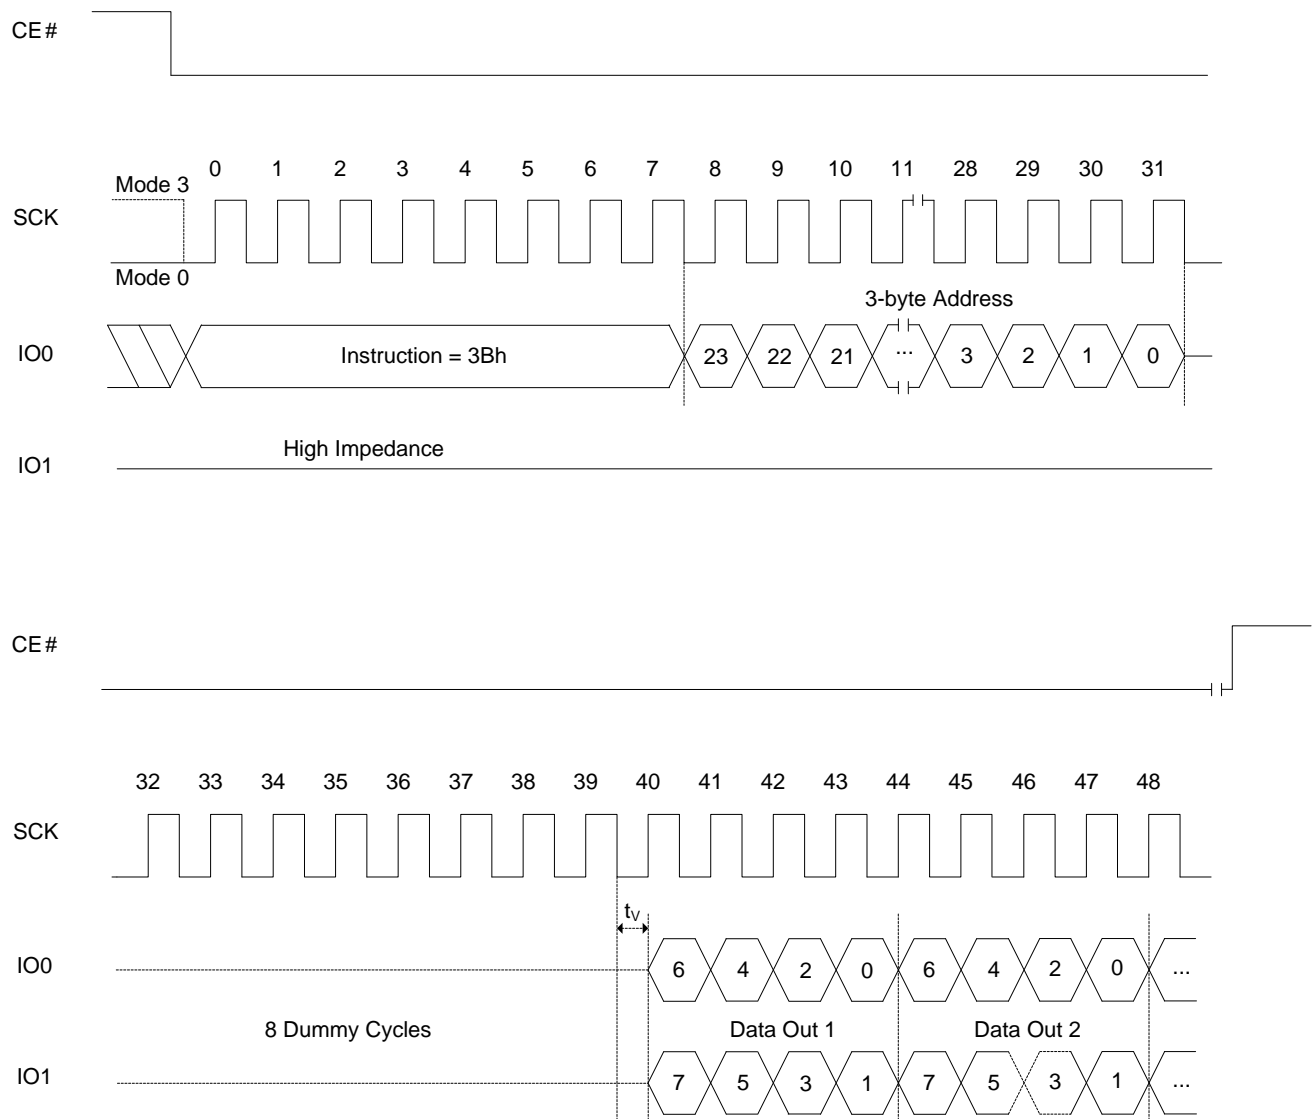 CE#
0 1 2 3 4 5 6 7 8 9 10 11 28 29 30 31
Mode 3
SCK
Mode 0
3-byte Address
IO0 Instruction = 3Bh 23 22 21 ... 3 2 1 0
High Impedance
IO1
CE#
32 33 34 35 36 37 38 39 40 41 42 43 44 45 46 47 48
SCK
tV
IO0 6 4 2 0 6 4 2 0 ...
8 Dummy Cycles Data Out 1 Data Out 2
IO1 7 5 3 1 7 5 3 1 ...